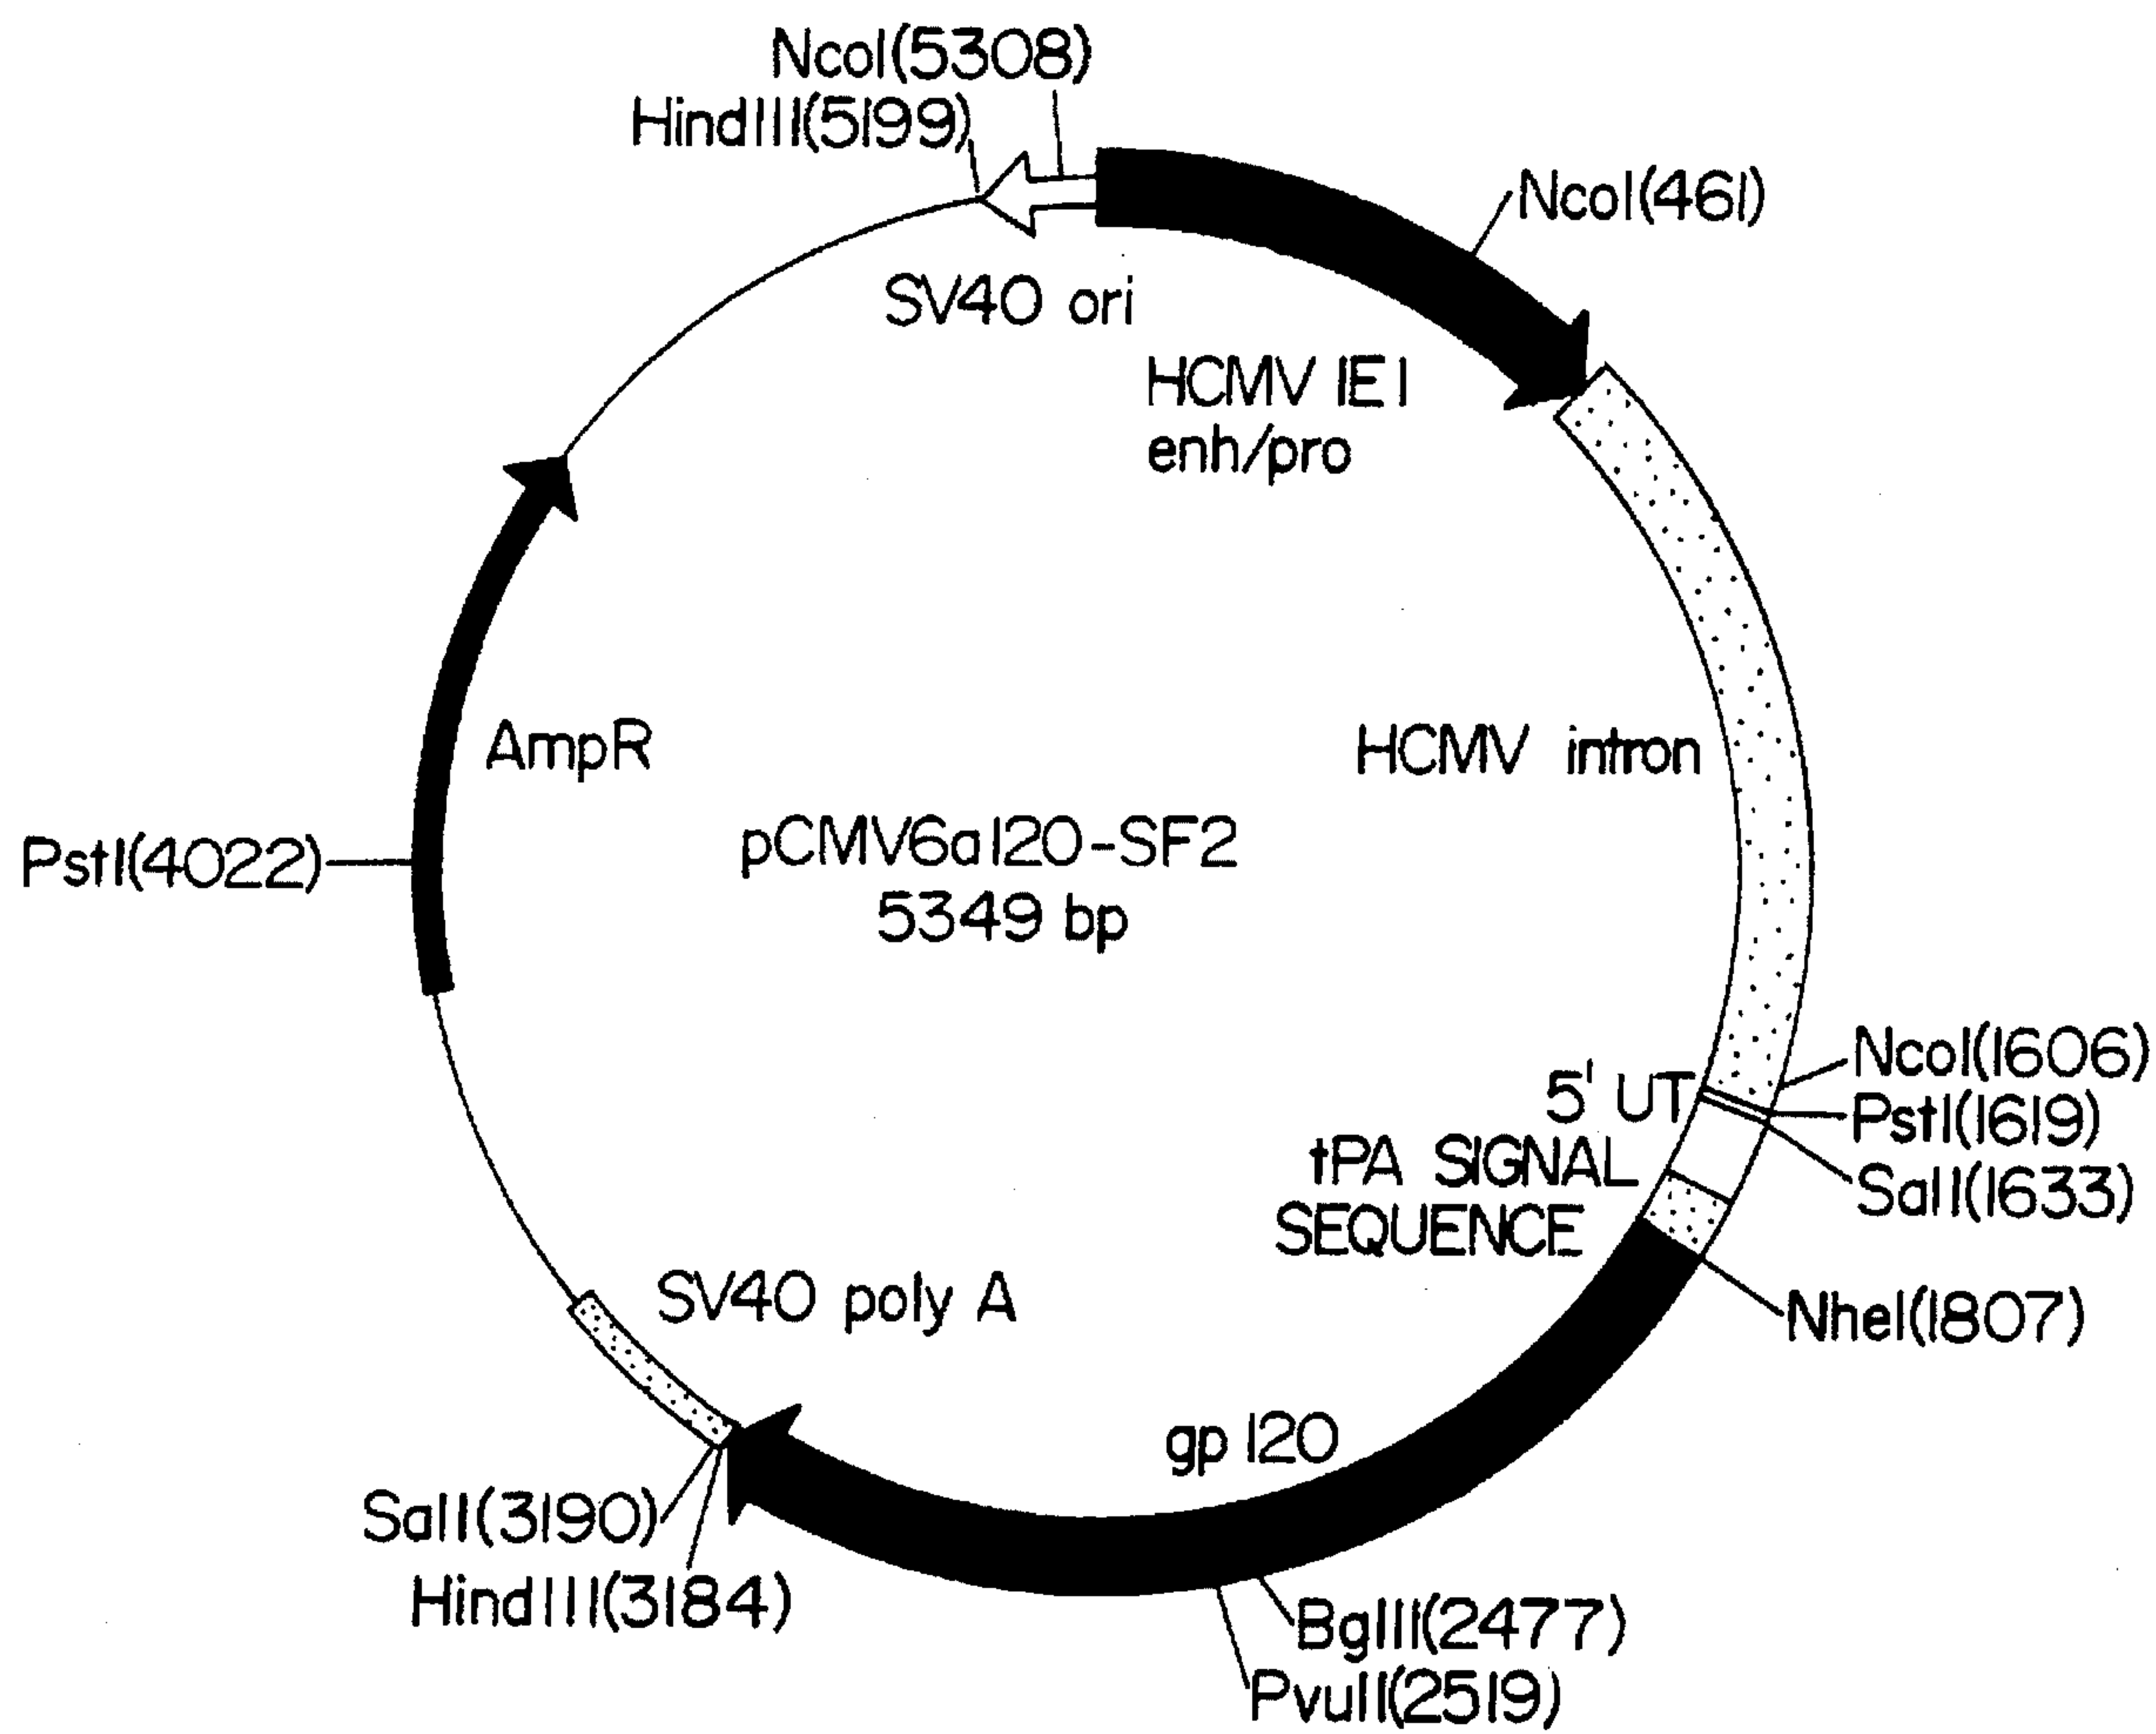 NcoI(5308)
HindIII(5199)
NcoI(461)
SV40 ori
HCMV IE1
enh/pro
AmpR
HCMV intron
pCMV6a120-SF2
5349 bp
PstI(4022)
NcoI(1606)
5' UT
PstI(1619)
tPA SIGNAL
SEQUENCE
SalI(1633)
NheI(1807)
SV40 poly A
gp 120
SalI(3190)
HindIII(3184)
BglII(2477)
PvuII(2519)